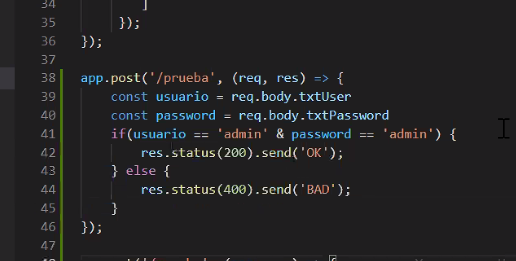 34 ]
35 });
36 });
37
38 app.post('/prueba', (req, res) => {
39 const usuario = req.body.txtUser
40 const password = req.body.txtPassword
41 if(usuario == 'admin' & password == 'admin') {
42 res.status(200).send('OK');
43 } else {
44 res.status(400).send('BAD');
45 }
46 });
47